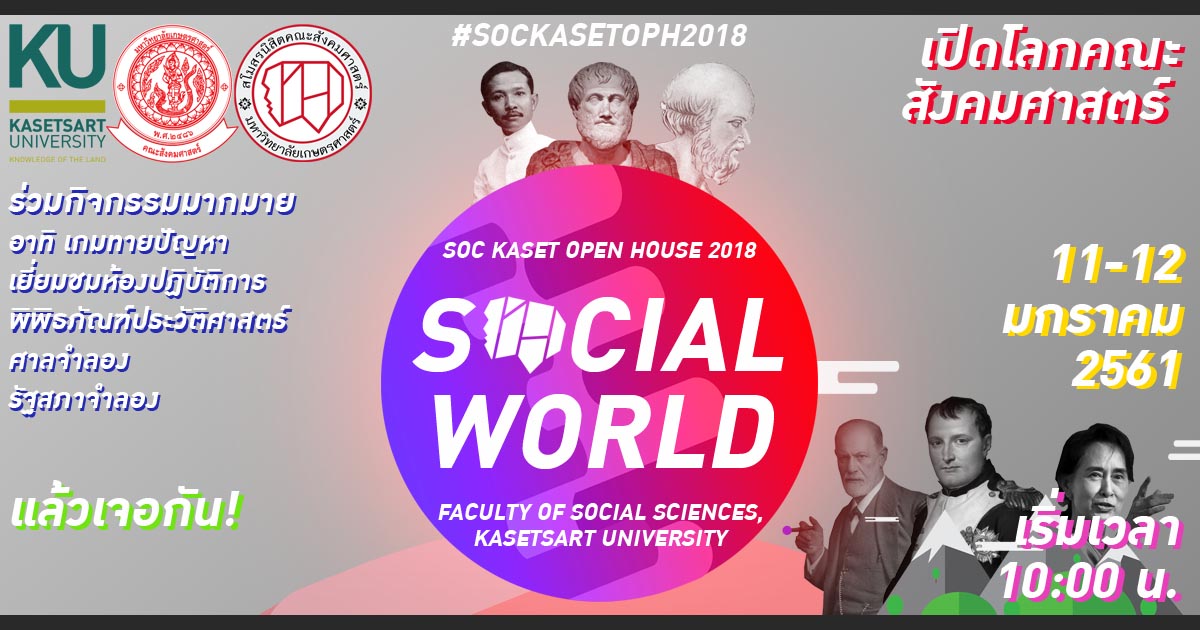 KU
KASETSART
UNIVERSITY
KNOWLEDGE OF THE LAND
มหาวิทยาลัยเกษตรศาสตร์
พ.ศ.๒๔๘๖
คณะสังคมศาสตร์
สโมสรนิสิตคณะสังคมศาสตร์
มหาวิทยาลัยเกษตรศาสตร์
#SOCKASETOPH2018
เปิดโลกคณะ
สังคมศาสตร์
ร่วมกิจกรรมมากมาย
อาทิ เกมทายปัญหา
เยี่ยมชมห้องปฏิบัติการ
พิพิธภัณฑ์ประวัติศาสตร์
ศาลจำลอง
รัฐสภาจำลอง
แล้วเจอกัน!
SOC KASET OPEN HOUSE 2018
SOCIAL
WORLD
FACULTY OF SOCIAL SCIENCES,
KASETSART UNIVERSITY
11-12
มกราคม
2561
เริ่มเวลา
10:00 น.